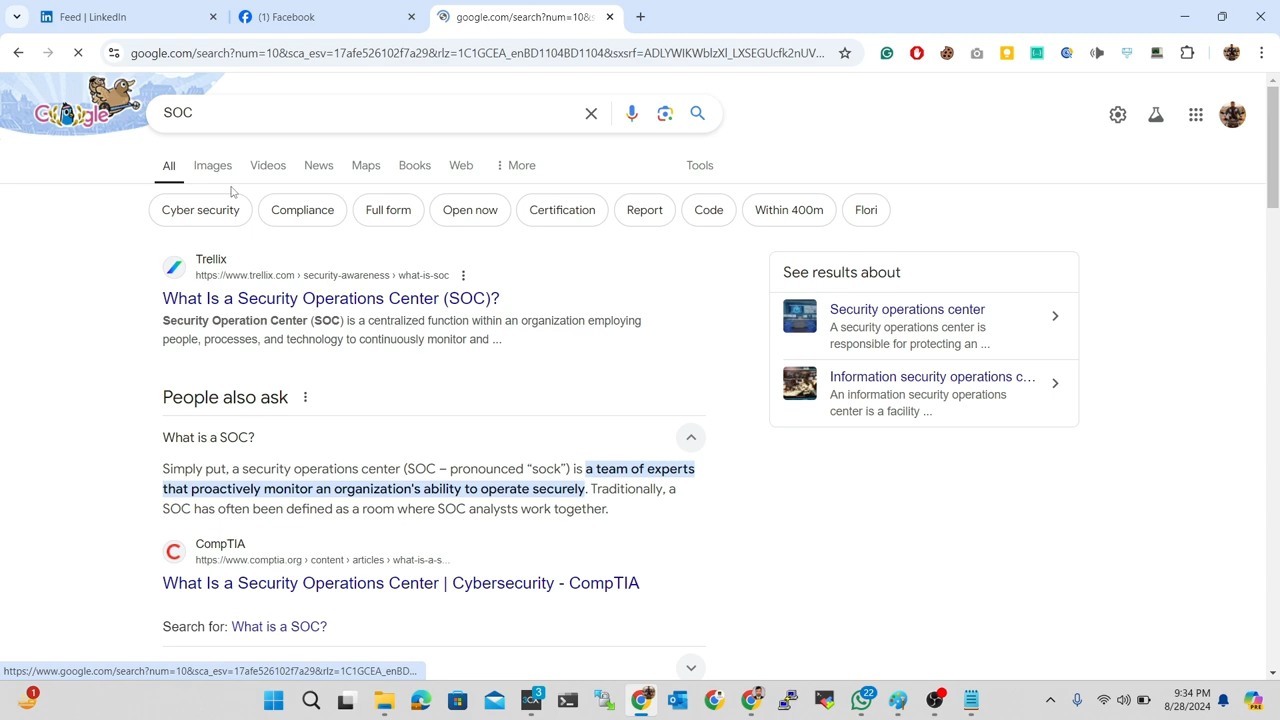 Feed | LinkedIn
(1) Facebook
google.com/search?num=10&s
google.com/search?num=10&sca_esv=17afe526102f7a29&rlz=1C1GCEA_enBD1104BD1104&sxsrf=ADLYWIKWblzXl_LXSEGUcfk2nUV...
Google
SOC
All
Images
Videos
News
Maps
Books
Web
More
Tools
Cyber security
Compliance
Full form
Open now
Certification
Report
Code
Within 400m
Flori
Trellix
https://www.trellix.com › security-awareness › what-is-soc
What Is a Security Operations Center (SOC)?
Security Operation Center (SOC) is a centralized function within an organization employing
people, processes, and technology to continuously monitor and ...
See results about
Security operations center
A security operations center is
responsible for protecting an ...
Information security operations c...
An information security operations
center is a facility ...
People also ask
What is a SOC?
Simply put, a security operations center (SOC – pronounced “sock”) is a team of experts
that proactively monitor an organization's ability to operate securely. Traditionally, a
SOC has often been defined as a room where SOC analysts work together.
CompTIA
https://www.comptia.org › content › articles › what-is-a-s...
What Is a Security Operations Center | Cybersecurity - CompTIA
Search for: What is a SOC?
https://www.google.com/search?num=10&sca_esv=17afe526102f7a29&rlz=1C1GCEA_enBD...
1
3
22
9:34 PM
8/28/2024